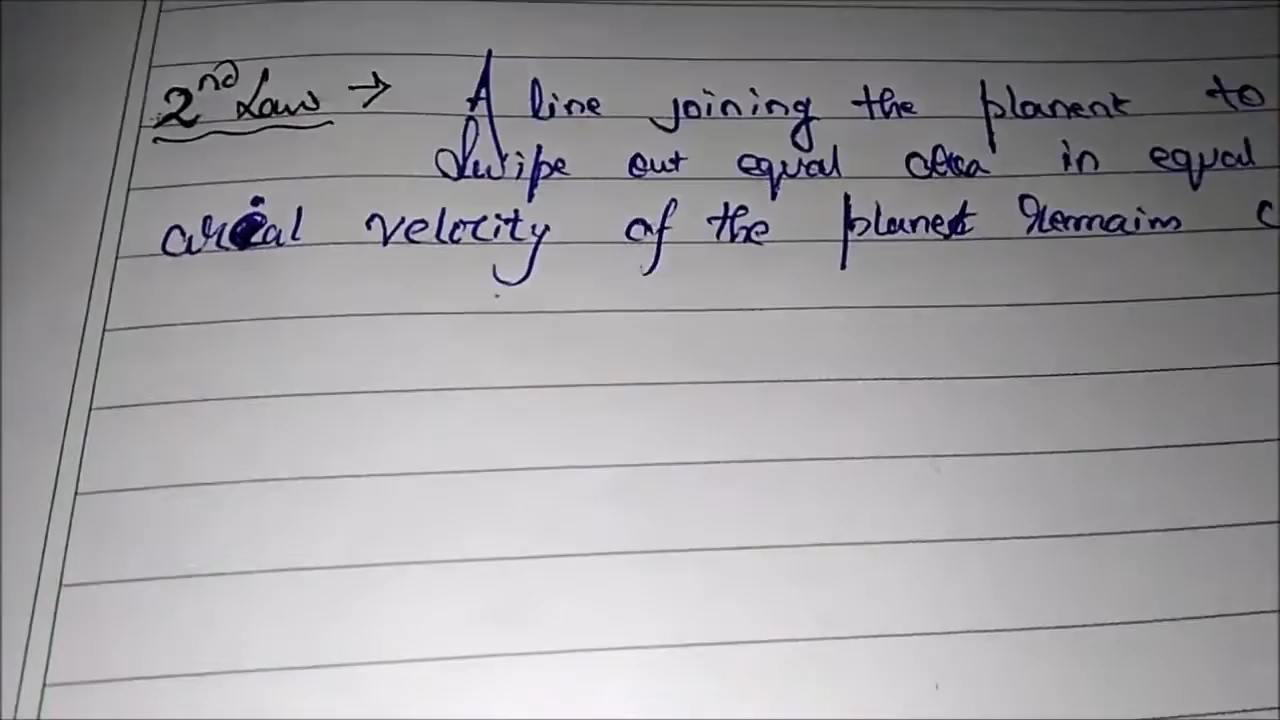 2nd Law → A line joining the planent to
Swipe out equal area in equal
areal velocity of the planet remains